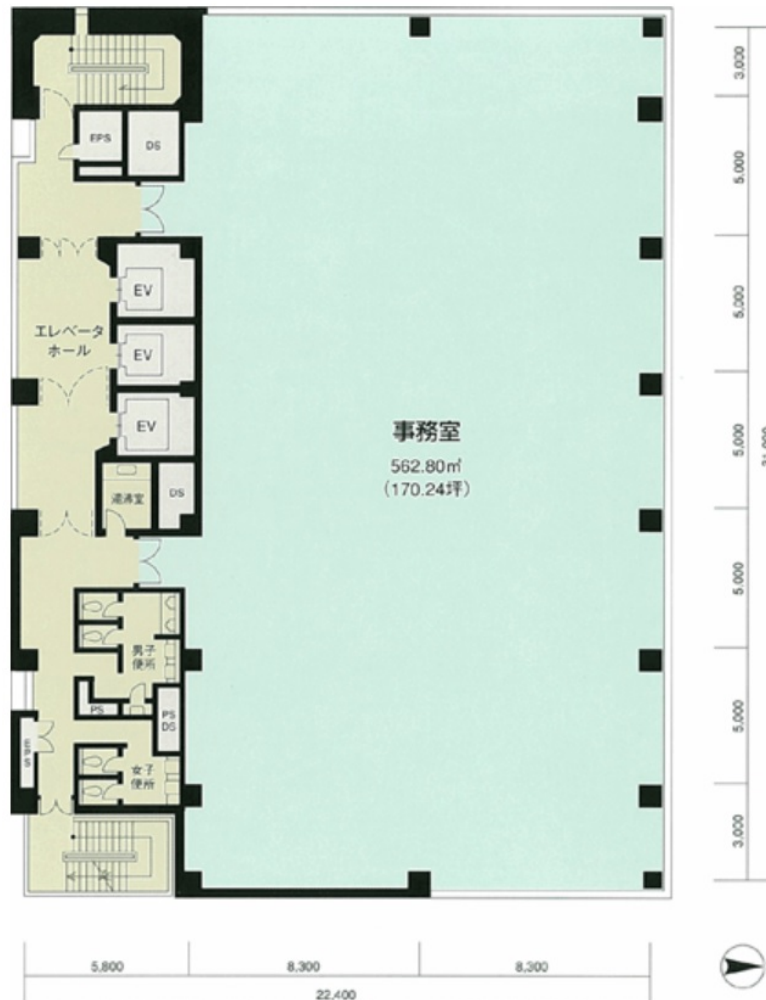 EPS
DS
EV
エレベータ
ホール
EV
EV
事務室
562.80㎡
(170.24坪)
湯沸室
DS
男子
便所
PS
PS
DS
EPS
女子
便所
3,000
5,000
5,000
5,000
5,000
5,000
3,000
5,800
8,300
8,300
22,400